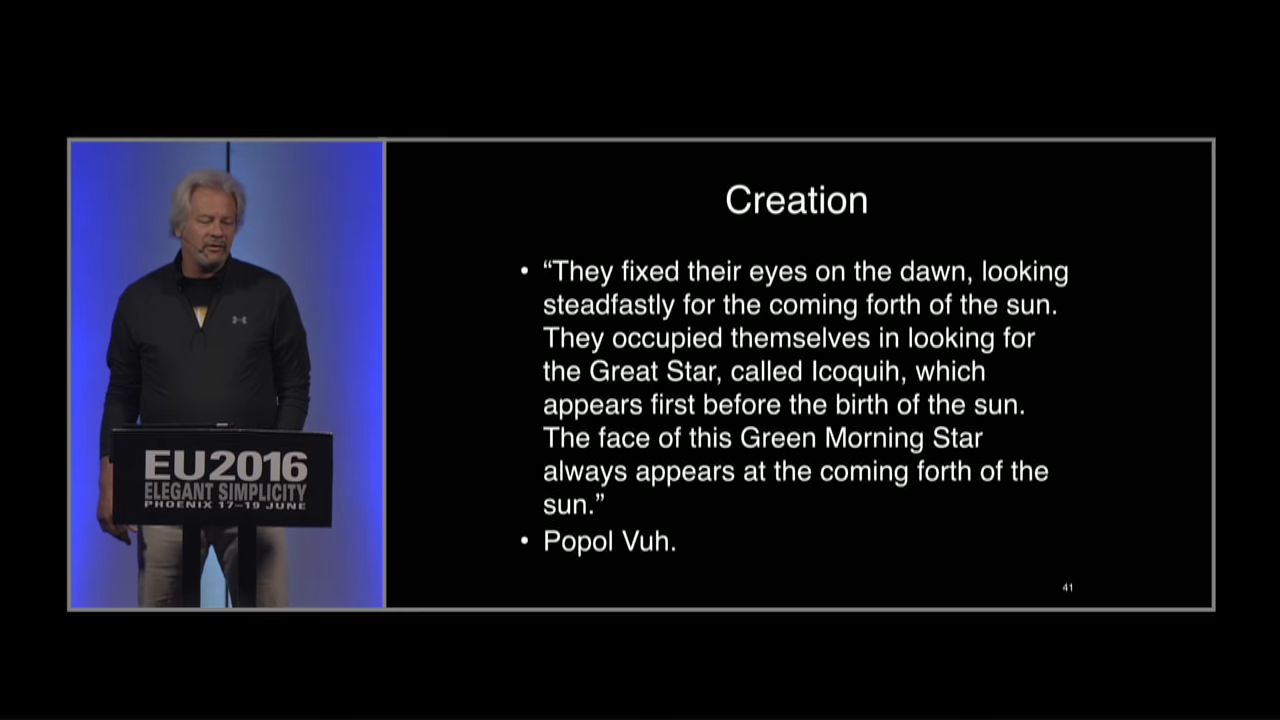 EU2016
ELEGANT SIMPLICITY
PHOENIX 17–19 JUNE
Creation
• “They fixed their eyes on the dawn, looking
steadfastly for the coming forth of the sun.
They occupied themselves in looking for
the Great Star, called Icoquih, which
appears first before the birth of the sun.
The face of this Green Morning Star
always appears at the coming forth of the
sun.”
• Popol Vuh.
41